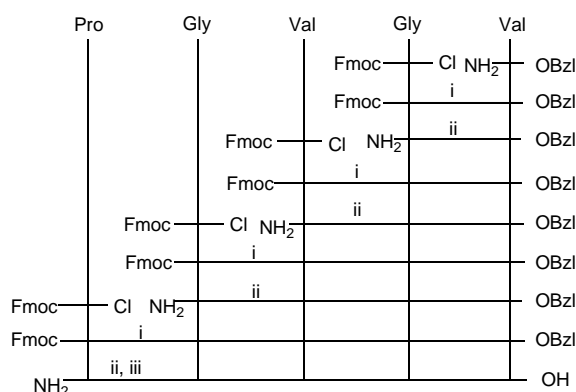 Pro Gly Val Gly Val
Fmoc Cl NH2 OBzl
i
Fmoc OBzl
ii
Fmoc Cl NH2 OBzl
i
Fmoc OBzl
ii
Fmoc Cl NH2 OBzl
i
Fmoc OBzl
ii
Fmoc Cl NH2 OBzl
i
Fmoc OBzl
ii, iii
NH2 OH